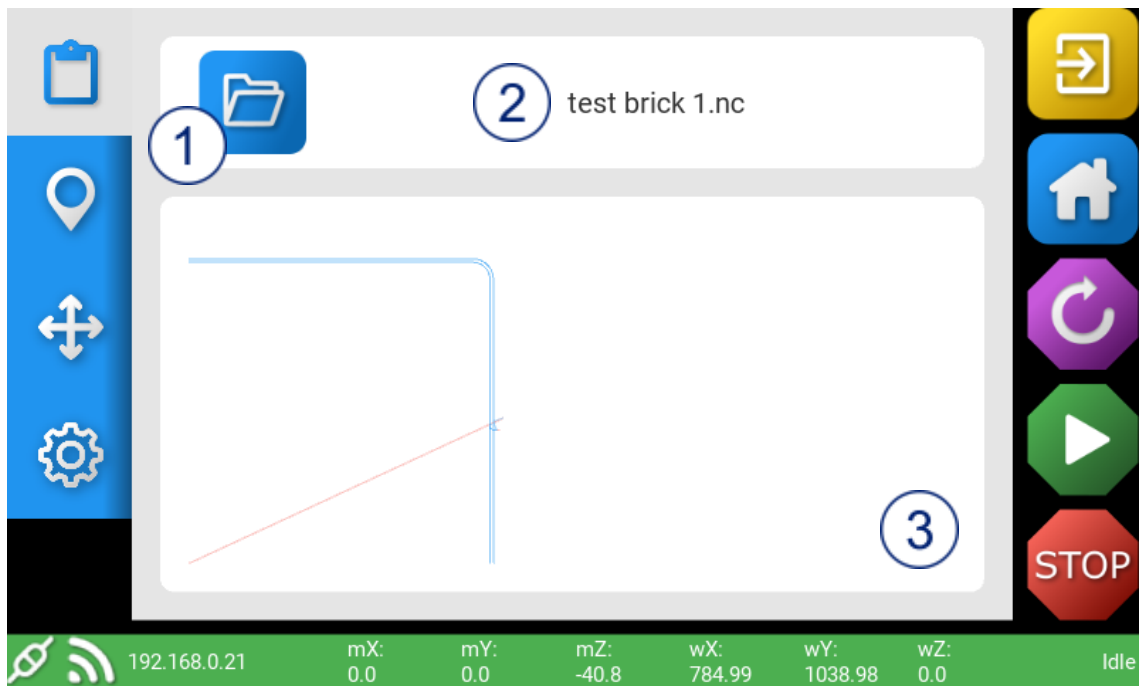 1
2 test brick 1.nc
3
STOP
192.168.0.21 mX: mY: mZ: wX: wY: wZ: Idle
0.0 0.0 -40.8 784.99 1038.98 0.0